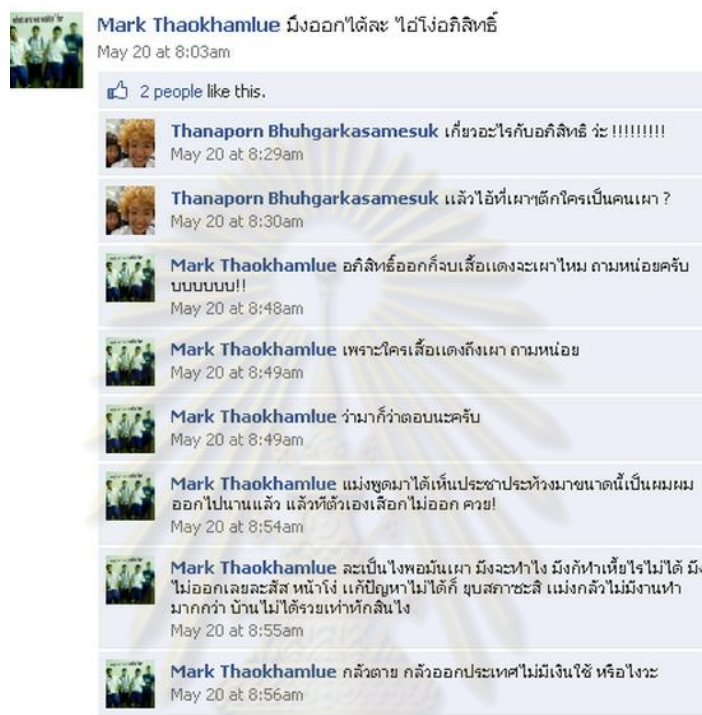 Mark Thaokhamlue มึงออกได้ละ ไอ่โง่อภิสิทธิ์
May 20 at 8:03am
2 people like this.
Thanaporn Bhuhgarkasamesuk เกี่ยวอะไรกับอภิสิทธิ ว่ะ !!!!!!!!!
May 20 at 8:29am
Thanaporn Bhuhgarkasamesuk แล้วไอ้ที่เผาๆตึกใครเป็นคนเผา ?
May 20 at 8:30am
Mark Thaokhamlue อภิสิทธิ์ออกก็จบเสื้อแดงจะเผาไหม ถามหน่อยครับ
บบบบบบ!!
May 20 at 8:48am
Mark Thaokhamlue เพราะใครเสื้อแดงถึงเผา ถามหน่อย
May 20 at 8:49am
Mark Thaokhamlue ว่ามาก็ว่าตอบนะครับ
May 20 at 8:49am
Mark Thaokhamlue แม่งพูดมาได้เห็นประชาประท้วงมาขนาดนี้เป็นผมผม
ออกไปนานแล้ว แล้วทีตัวเองเสือกไม่ออก ควย!
May 20 at 8:54am
Mark Thaokhamlue ละเป็นไงพอมันเผา มึงจะทำไง มึงก้ทำเหี้ยไรไม่ได้ มึง
ไม่ออกเลยละสัส หน้าโง่ แก้ปัญหาไม่ได้ก็ ยุบสภาซะสิ แม่งกลัวไม่มีงานทำ
มากกว่า บ้านไม่ได้รวยเท่าทักสินไง
May 20 at 8:55am
Mark Thaokhamlue กลัวตาย กลัวออกประเทศไม่มีเงินใช้ หรือไงวะ
May 20 at 8:56am